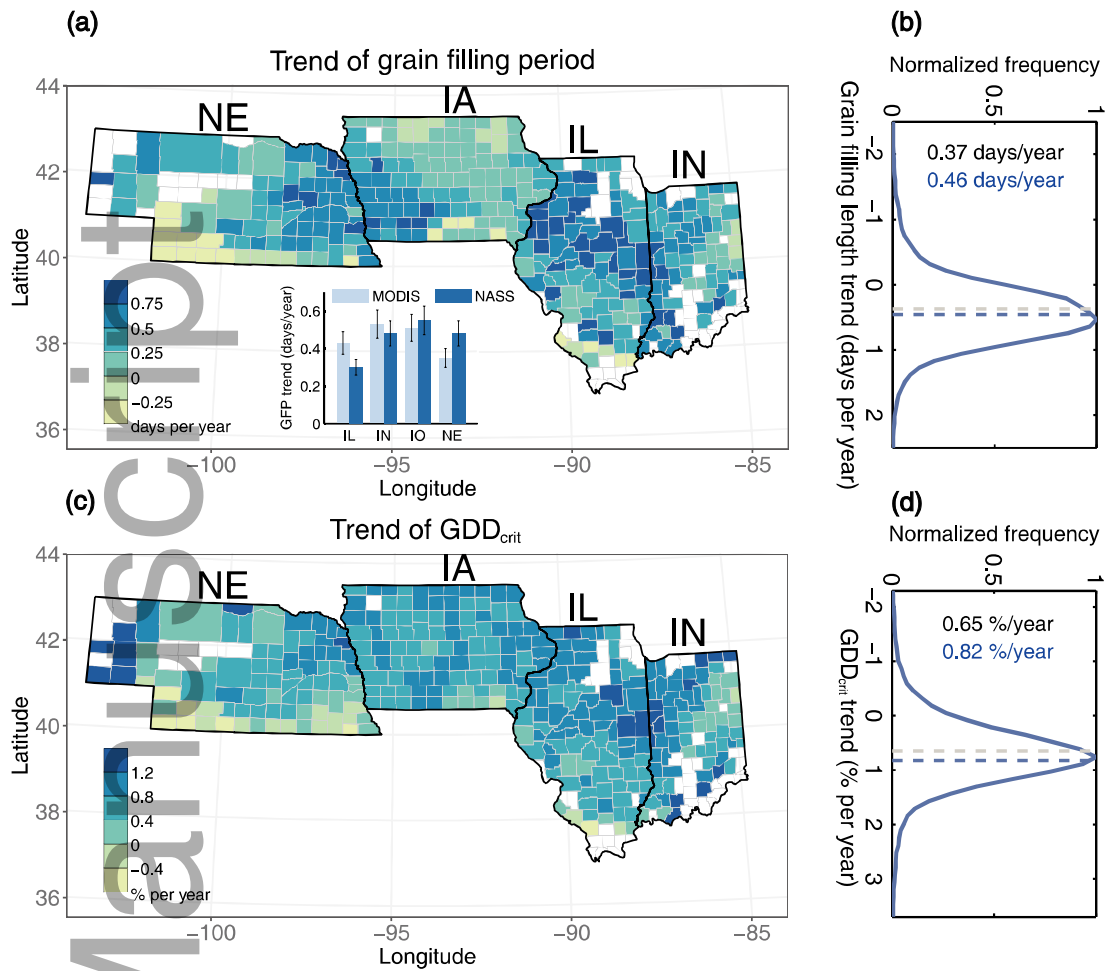 (a)
Trend of grain filling period
44
42
40
38
36
Latitude
NE
IA
IL
IN
0.75
0.5
0.25
0
−0.25
days per year
MODIS
NASS
GFP trend (days/year)
0.6
0.4
0.2
0
IL IN IO NE
−100 −95 −90 −85
Longitude
(b)
Normalized frequency
0 0.5 1
Grain filling length trend (days per year)
−2
−1
0
1
2
0.37 days/year
0.46 days/year
(c)
Trend of GDDcrit
44
42
40
38
36
Latitude
NE
IA
IL
IN
1.2
0.8
0.4
0
−0.4
% per year
−100 −95 −90 −85
Longitude
(d)
Normalized frequency
0 0.5 1
GDDcrit trend (% per year)
−2
−1
0
1
2
3
0.65 %/year
0.82 %/year
anuscript